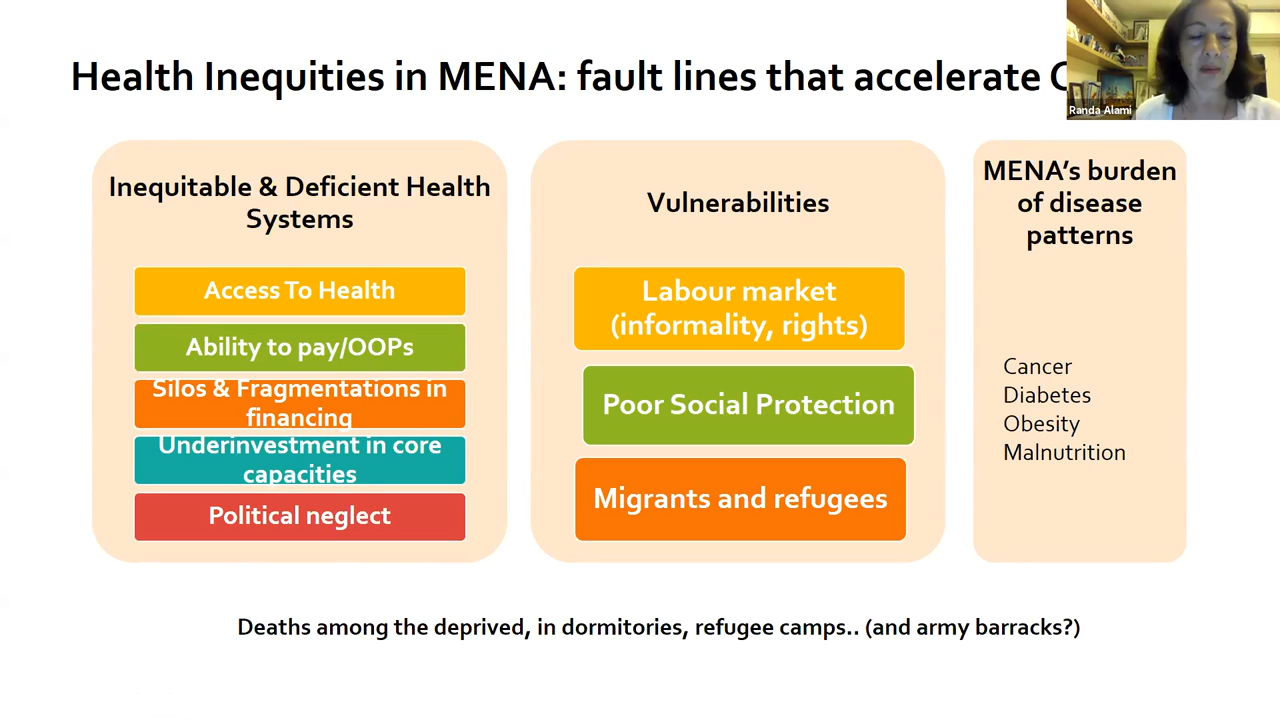 Health Inequities in MENA: fault lines that accelerate
Randa Alami
Inequitable & Deficient Health
Systems
Access To Health
Ability to pay/OOPs
Silos & Fragmentations in
financing
Underinvestment in core
capacities
Political neglect
Vulnerabilities
Labour market
(informality, rights)
Poor Social Protection
Migrants and refugees
MENA’s burden
of disease
patterns
Cancer
Diabetes
Obesity
Malnutrition
Deaths among the deprived, in dormitories, refugee camps.. (and army barracks?)